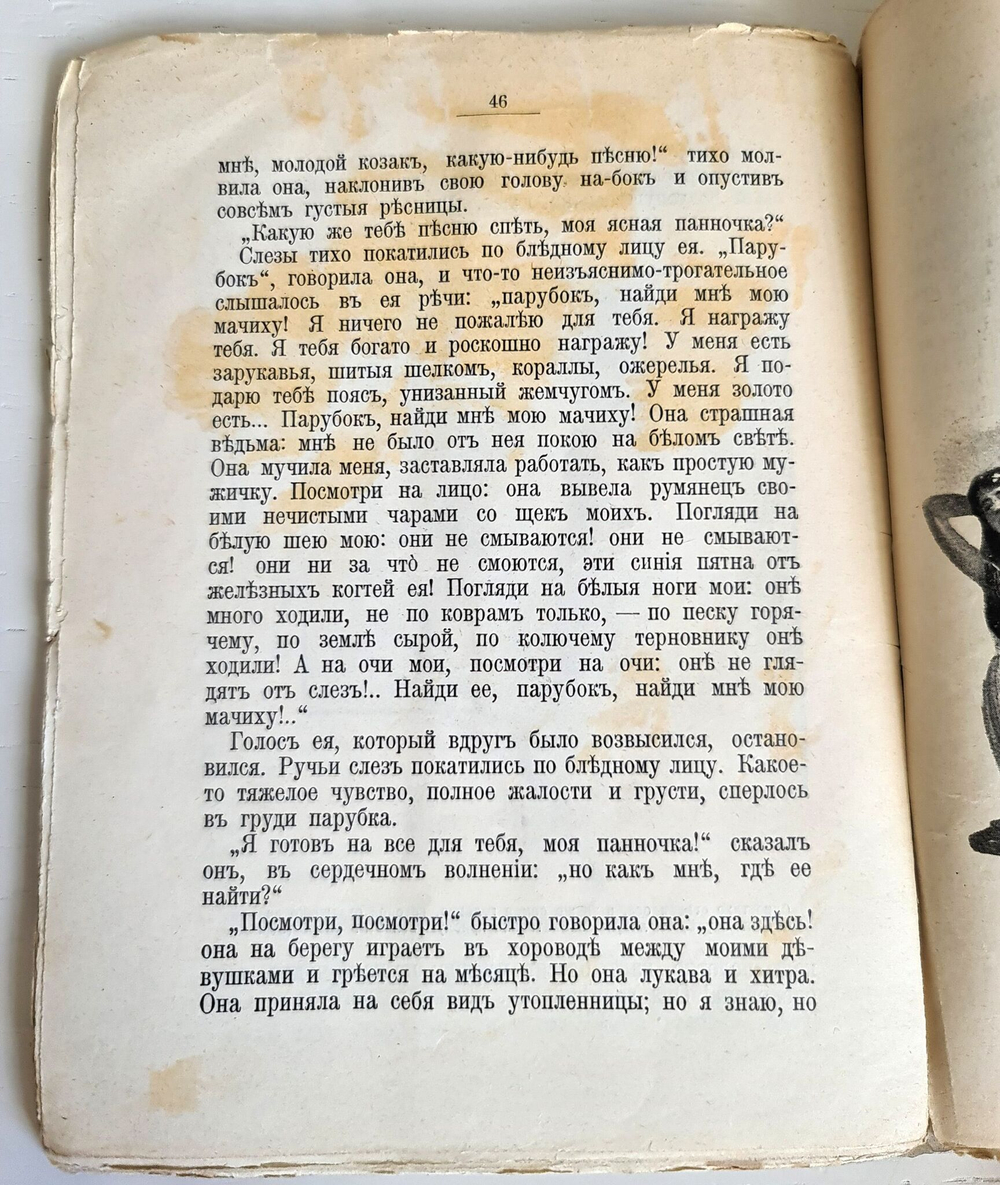 46
мнѣ, молодой козакъ, какую-нибудь пѣсню!“ тихо мол-
вила она, наклонивъ свою голову на-бокъ и опустивъ
совсѣмъ густыя рѣсницы.
„Какую же тебѣ пѣсню спѣть, моя ясная панночка?“
Слезы тихо покатились по блѣдному лицу ея. „Пару-
бокъ“, говорила она, и что-то неизъяснимо-трогательное
слышалось въ ея рѣчи: „парубокъ, найди мнѣ мою
мачиху! Я ничего не пожалѣю для тебя. Я награжу
тебя. Я тебя богато и роскошно награжу! У меня есть
зарукавья, шитыя шелкомъ, кораллы, ожерелья. Я по-
дарю тебѣ поясъ, унизанный жемчугомъ. У меня золото
есть... Парубокъ, найди мнѣ мою мачиху! Она страшная
вѣдьма: мнѣ не было отъ нея покою на бѣломъ свѣтѣ.
Она мучила меня, заставляла работать, какъ простую му-
жичку. Посмотри на лицо: она вывела румянецъ сво-
ими нечистыми чарами со щекъ моихъ. Погляди на
бѣлую шею мою: они не смываются! они не смывают-
ся! они ни за что̀ не смоются, эти синія пятна отъ
желѣзныхъ когтей ея! Погляди на бѣлыя ноги мои: онѣ
много ходили, не по коврамъ только, — по песку горя-
чему, по землѣ сырой, по колючему терновнику онѣ
ходили! А на очи мои, посмотри на очи: онѣ не гля-
дятъ отъ слезъ!.. Найди ее, парубокъ, найди мнѣ мою
мачиху!..“
Голосъ ея, который вдругъ было возвысился, остано-
вился. Ручьи слезъ покатились по блѣдному лицу. Какое-
то тяжелое чувство, полное жалости и грусти, сперлось
въ груди парубка.
„Я готовъ на все для тебя, моя панночка!“ сказалъ
онъ, въ сердечномъ волненіи: „но какъ мнѣ, гдѣ ее
найти?“
„Посмотри, посмотри!“ быстро говорила она: „она здѣсь!
она на берегу играетъ въ хороводѣ между моими дѣ-
вушками и грѣется на мѣсяцѣ. Но она лукава и хитра.
Она приняла на себя видъ утопленницы; но я знаю, но